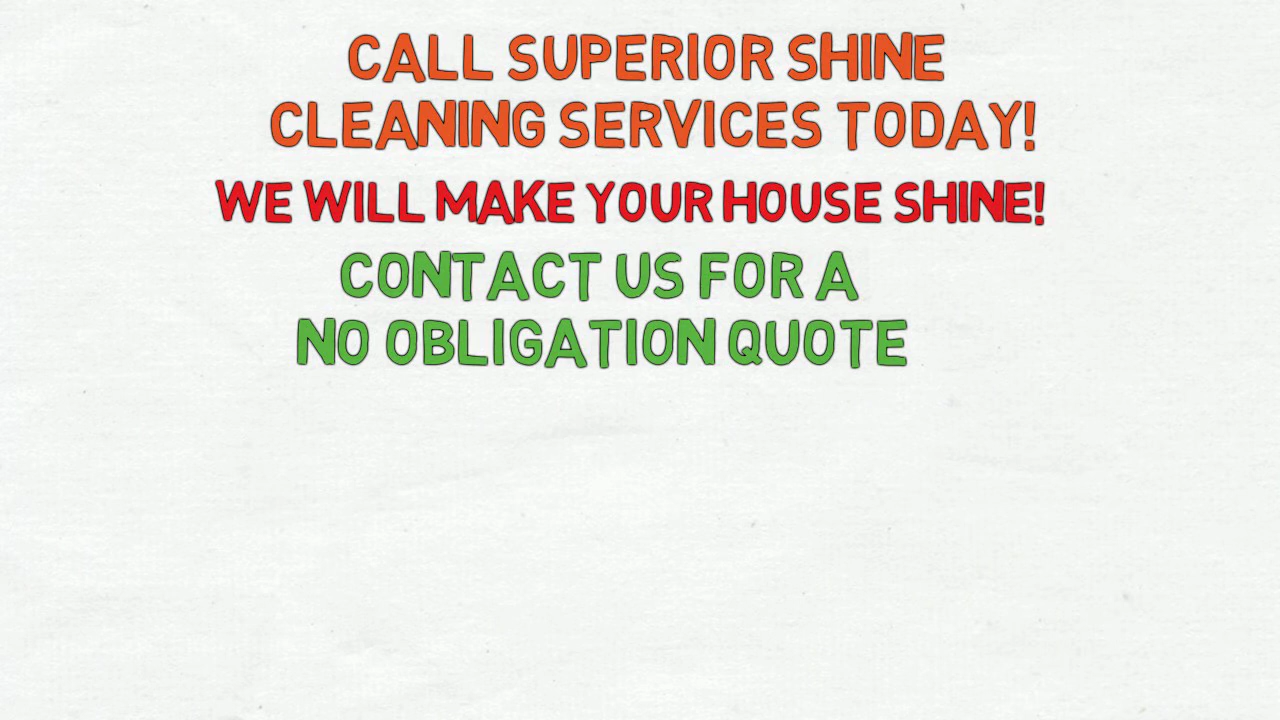 CALL SUPERIOR SHINE
CLEANING SERVICES TODAY!
WE WILL MAKE YOUR HOUSE SHINE!
CONTACT US FOR A
NO OBLIGATION QUOTE